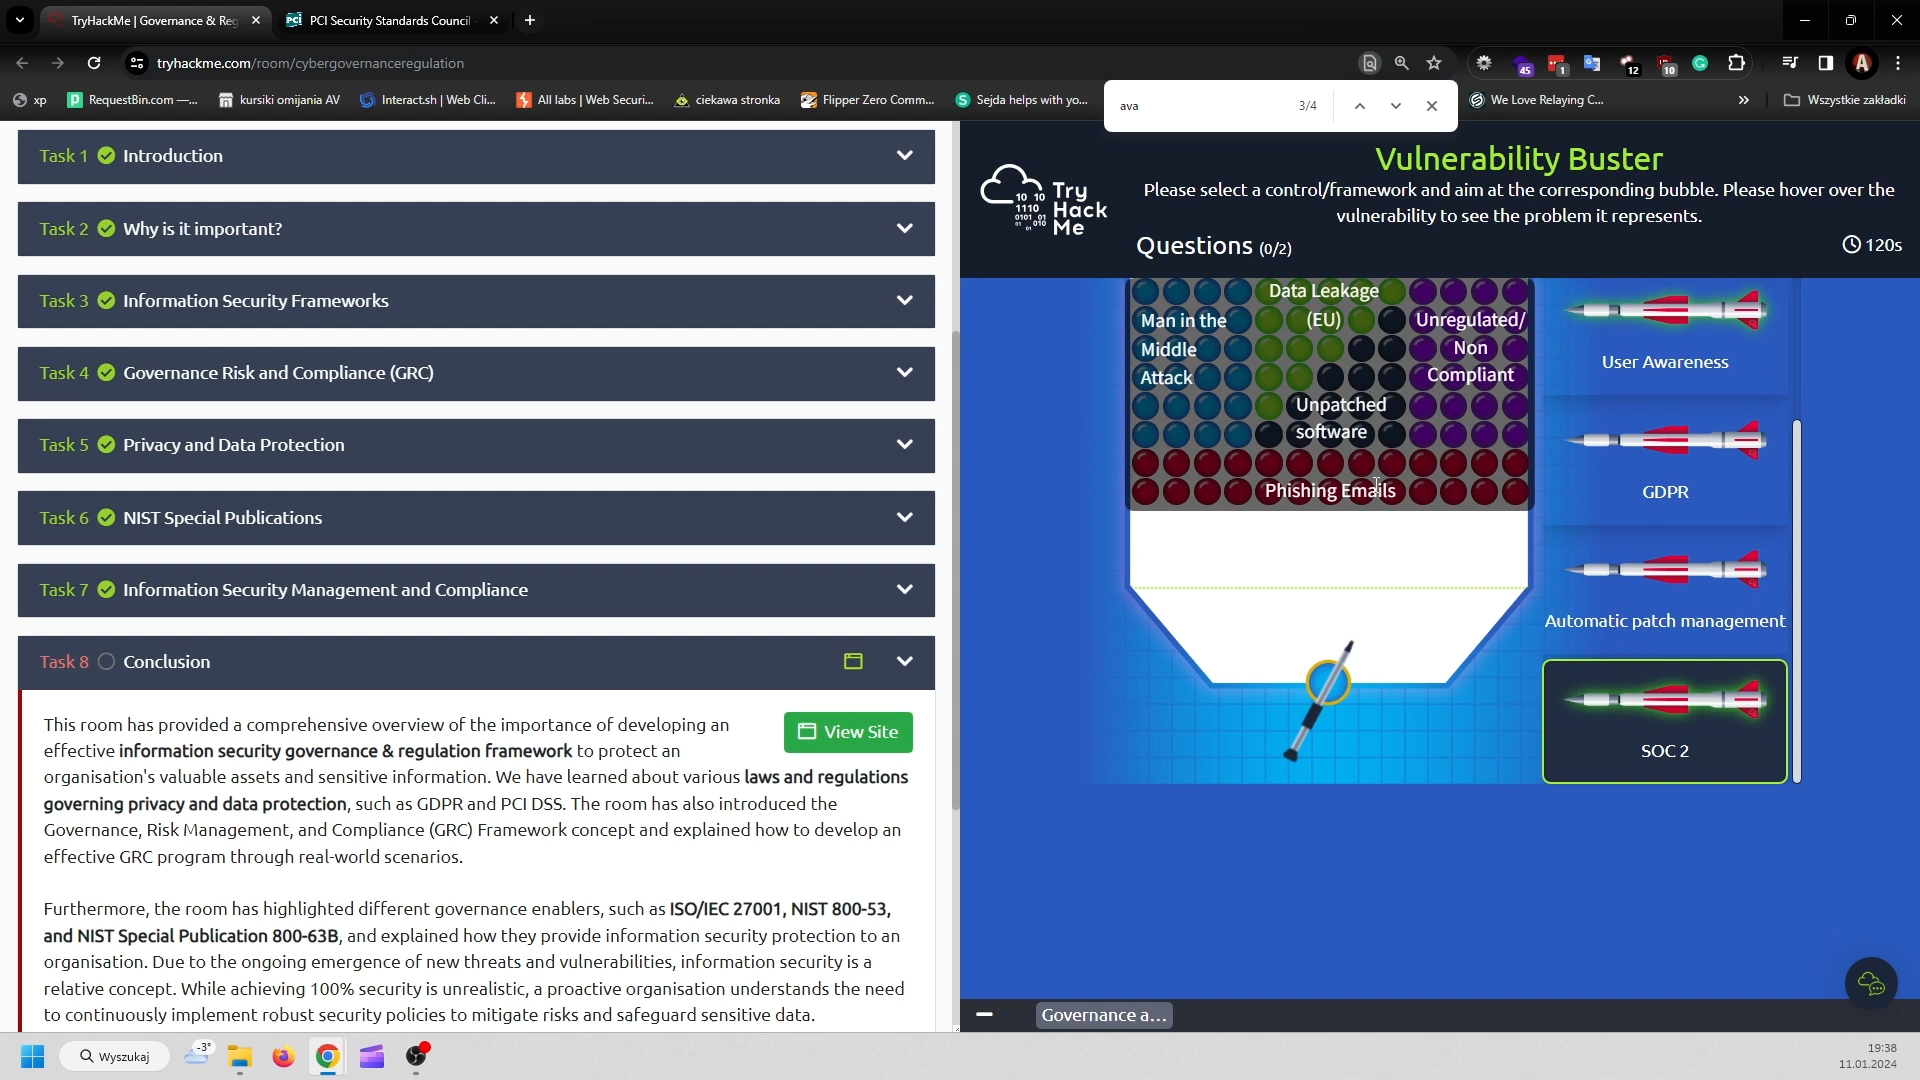 TryHackMe | Governance & Reg
PCI Security Standards Council
tryhackme.com/room/cybergovernanceregulation
45
1
12
10
A
xp
RequestBin.com —...
kursiki omijania AV
Interact.sh | Web Cli...
All labs | Web Securi...
ciekawa stronka
Flipper Zero Comm...
Sejda helps with yo...
We Love Relaying C...
»
Wszystkie zakładki
ava
3/4
Task 1 Introduction
Task 2 Why is it important?
Task 3 Information Security Frameworks
Task 4 Governance Risk and Compliance (GRC)
Task 5 Privacy and Data Protection
Task 6 NIST Special Publications
Task 7 Information Security Management and Compliance
Task 8 Conclusion
View Site
This room has provided a comprehensive overview of the importance of developing an
effective information security governance & regulation framework to protect an
organisation's valuable assets and sensitive information. We have learned about various laws and regulations
governing privacy and data protection, such as GDPR and PCI DSS. The room has also introduced the
Governance, Risk Management, and Compliance (GRC) Framework concept and explained how to develop an
effective GRC program through real-world scenarios.
Furthermore, the room has highlighted different governance enablers, such as ISO/IEC 27001, NIST 800-53,
and NIST Special Publication 800-63B, and explained how they provide information security protection to an
organisation. Due to the ongoing emergence of new threats and vulnerabilities, information security is a
relative concept. While achieving 100% security is unrealistic, a proactive organisation understands the need
to continuously implement robust security policies to mitigate risks and safeguard sensitive data.
10 10
1110
0101 01
01 010
01 01
Try
Hack
Me
Vulnerability Buster
Please select a control/framework and aim at the corresponding bubble. Please hover over the
vulnerability to see the problem it represents.
Questions (0/2)
120s
Data Leakage
(EU)
Man in the
Middle
Attack
Unregulated/
Non
Compliant
Unpatched
software
Phishing Emails
User Awareness
GDPR
Automatic patch management
SOC 2
Governance a...
-3°
Wyszukaj
19:38
11.01.2024